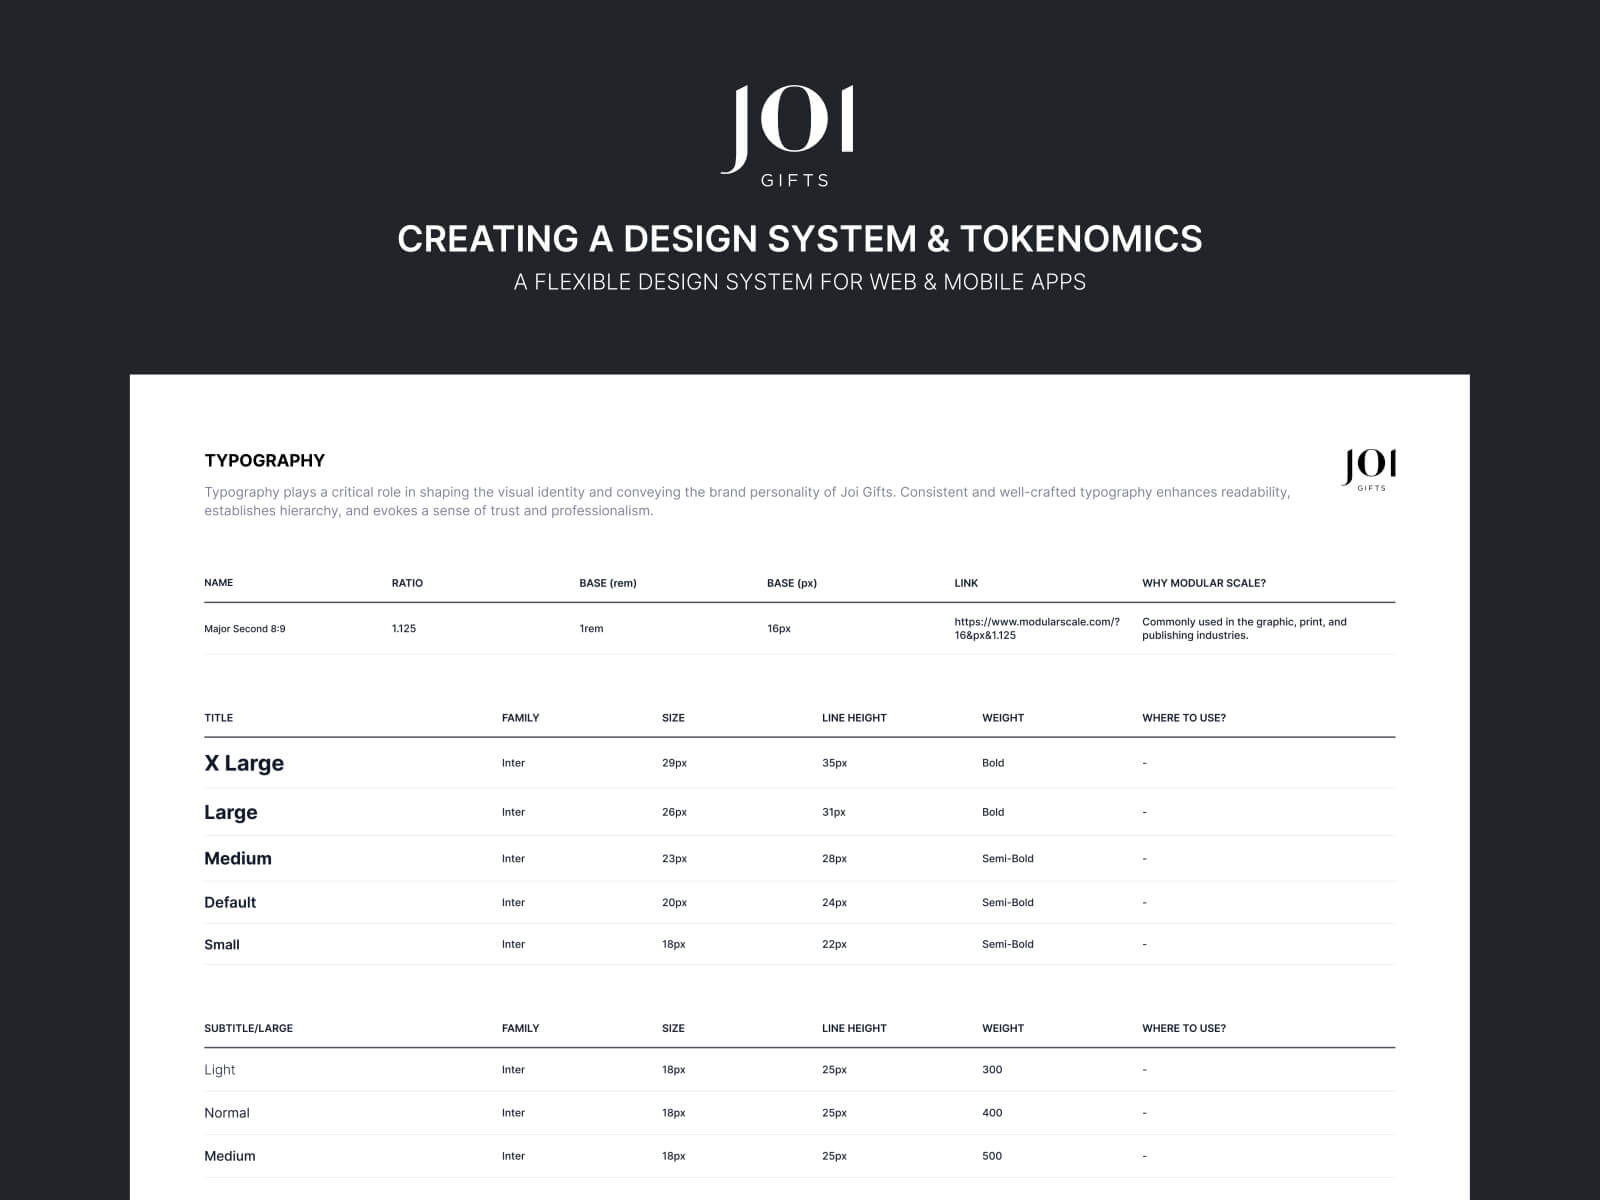 JOI
GIFTS
CREATING A DESIGN SYSTEM & TOKENOMICS
A FLEXIBLE DESIGN SYSTEM FOR WEB & MOBILE APPS
TYPOGRAPHY
JOI
GIFTS
Typography plays a critical role in shaping the visual identity and conveying the brand personality of Joi Gifts. Consistent and well-crafted typography enhances readability,
establishes hierarchy, and evokes a sense of trust and professionalism.
NAME RATIO BASE (rem) BASE (px) LINK WHY MODULAR SCALE?
Major Second 8:9 1.125 1rem 16px https://www.modularscale.com/? Commonly used in the graphic, print, and
16&px&1.125 publishing industries.
TITLE FAMILY SIZE LINE HEIGHT WEIGHT WHERE TO USE?
X Large Inter 29px 35px Bold -
Large Inter 26px 31px Bold -
Medium Inter 23px 28px Semi-Bold -
Default Inter 20px 24px Semi-Bold -
Small Inter 18px 22px Semi-Bold -
SUBTITLE/LARGE FAMILY SIZE LINE HEIGHT WEIGHT WHERE TO USE?
Light Inter 18px 25px 300 -
Normal Inter 18px 25px 400 -
Medium Inter 18px 25px 500 -